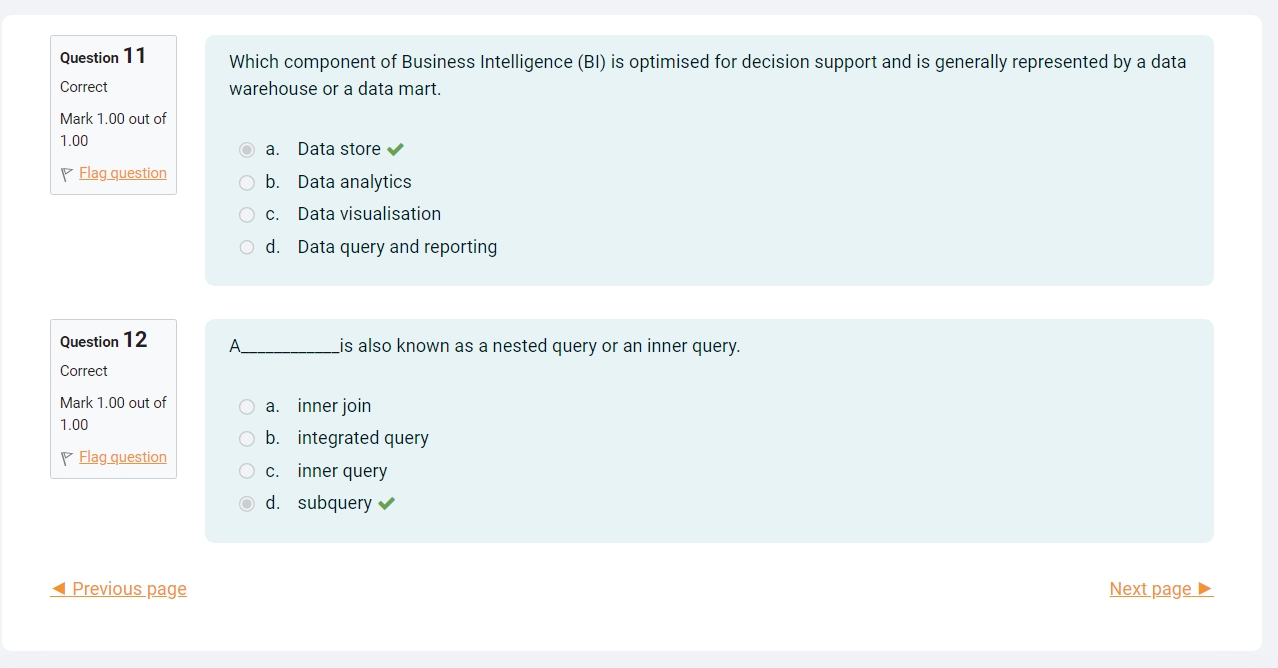 Question 11
Correct
Mark 1.00 out of
1.00
Flag question
Which component of Business Intelligence (BI) is optimised for decision support and is generally represented by a data
warehouse or a data mart.
a. Data store
b. Data analytics
c. Data visualisation
d. Data query and reporting
Question 12
Correct
Mark 1.00 out of
1.00
Flag question
A____________is also known as a nested query or an inner query.
a. inner join
b. integrated query
c. inner query
d. subquery
◄ Previous page
Next page ►